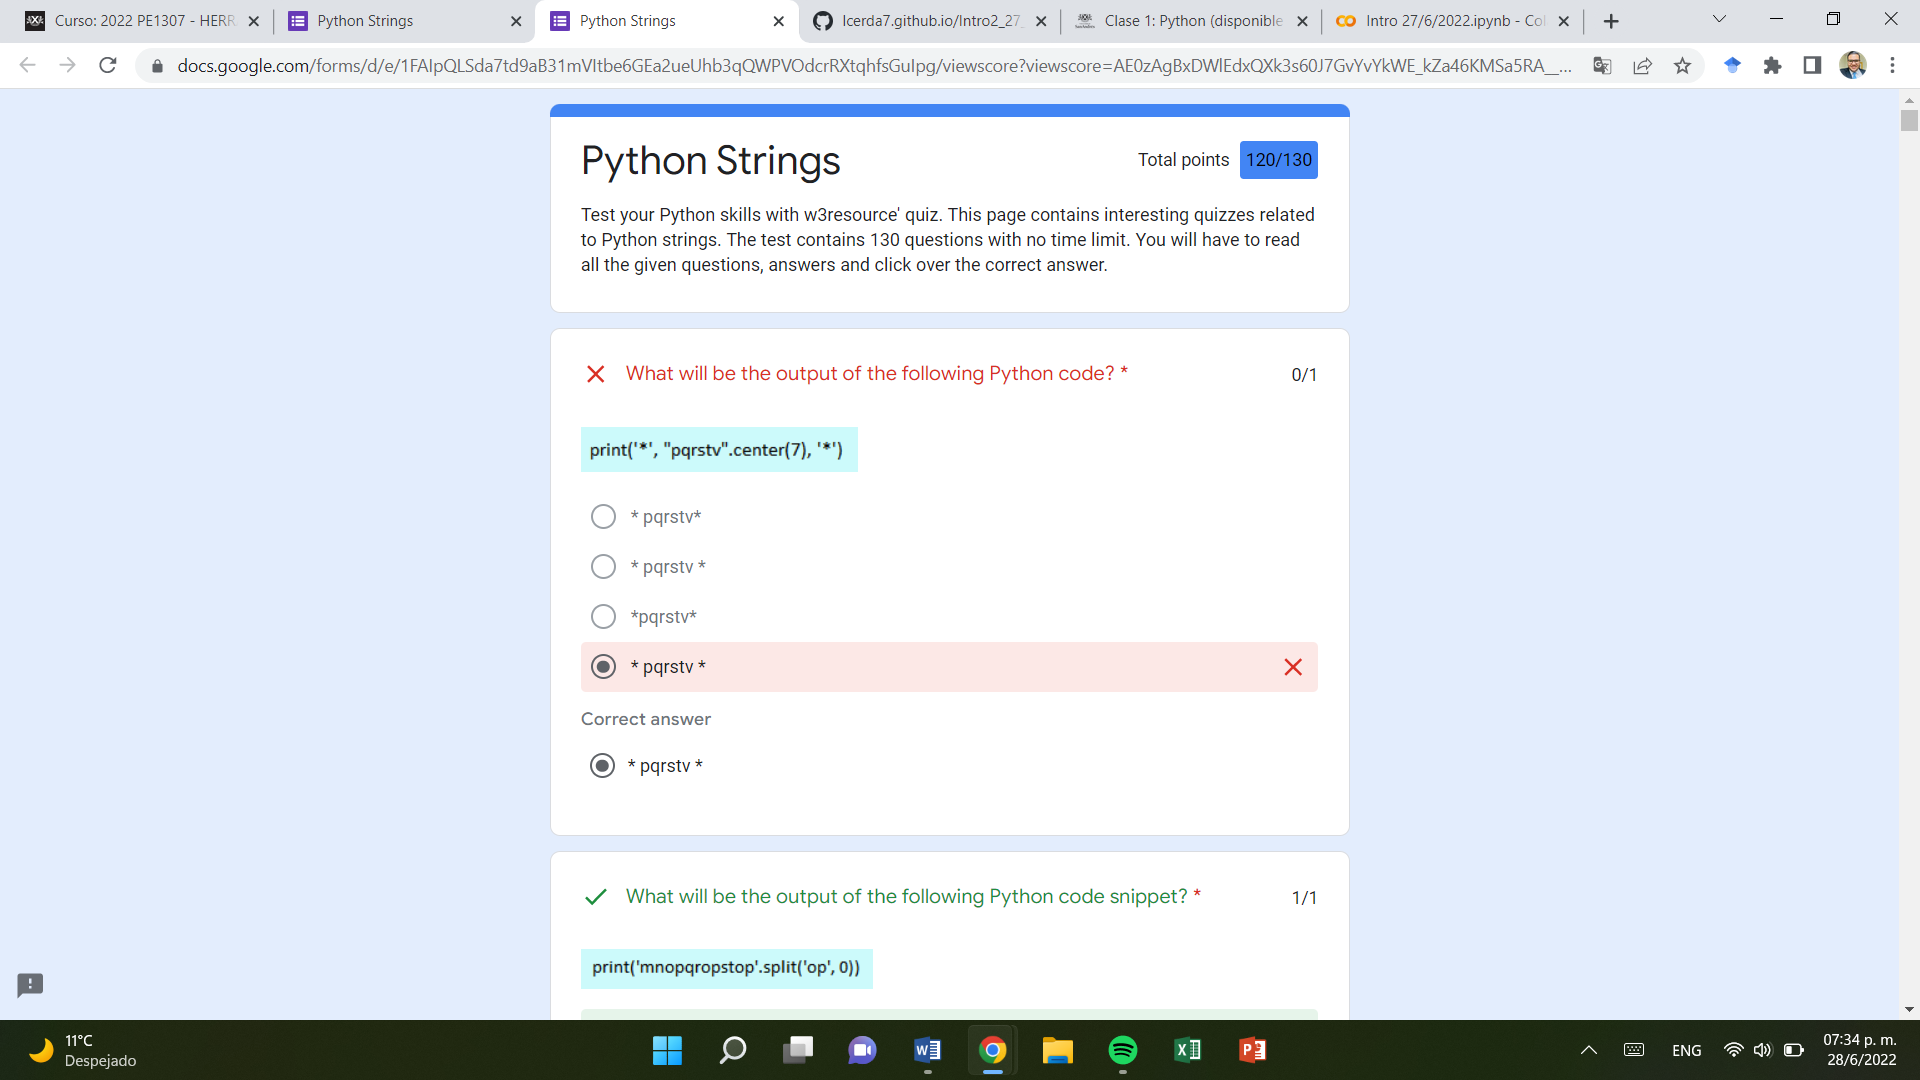 Curso: 2022 PE1307 - HERR
Python Strings
Python Strings
lcerda7.github.io/Intro2_27_
Clase 1: Python (disponible
Intro 27/6/2022.ipynb - Col
docs.google.com/forms/d/e/1FAIpQLSda7td9aB31mVItbe6GEa2ueUhb3qQWPVOdcrRXtqhfsGuIpg/viewscore?viewscore=AE0zAgBxDWlEdxQXk3s60J7GvYvYkWE_kZa46KMSa5RA__...
Python Strings
Total points 120/130
Test your Python skills with w3resource' quiz. This page contains interesting quizzes related
to Python strings. The test contains 130 questions with no time limit. You will have to read
all the given questions, answers and click over the correct answer.
What will be the output of the following Python code? *
0/1
print('*', "pqrstv".center(7), '*')
* pqrstv*
* pqrstv *
*pqrstv*
* pqrstv *
Correct answer
* pqrstv *
What will be the output of the following Python code snippet? *
1/1
print('mnopqropstop'.split('op', 0))
11°C
Despejado
ENG
07:34 p. m.
28/6/2022